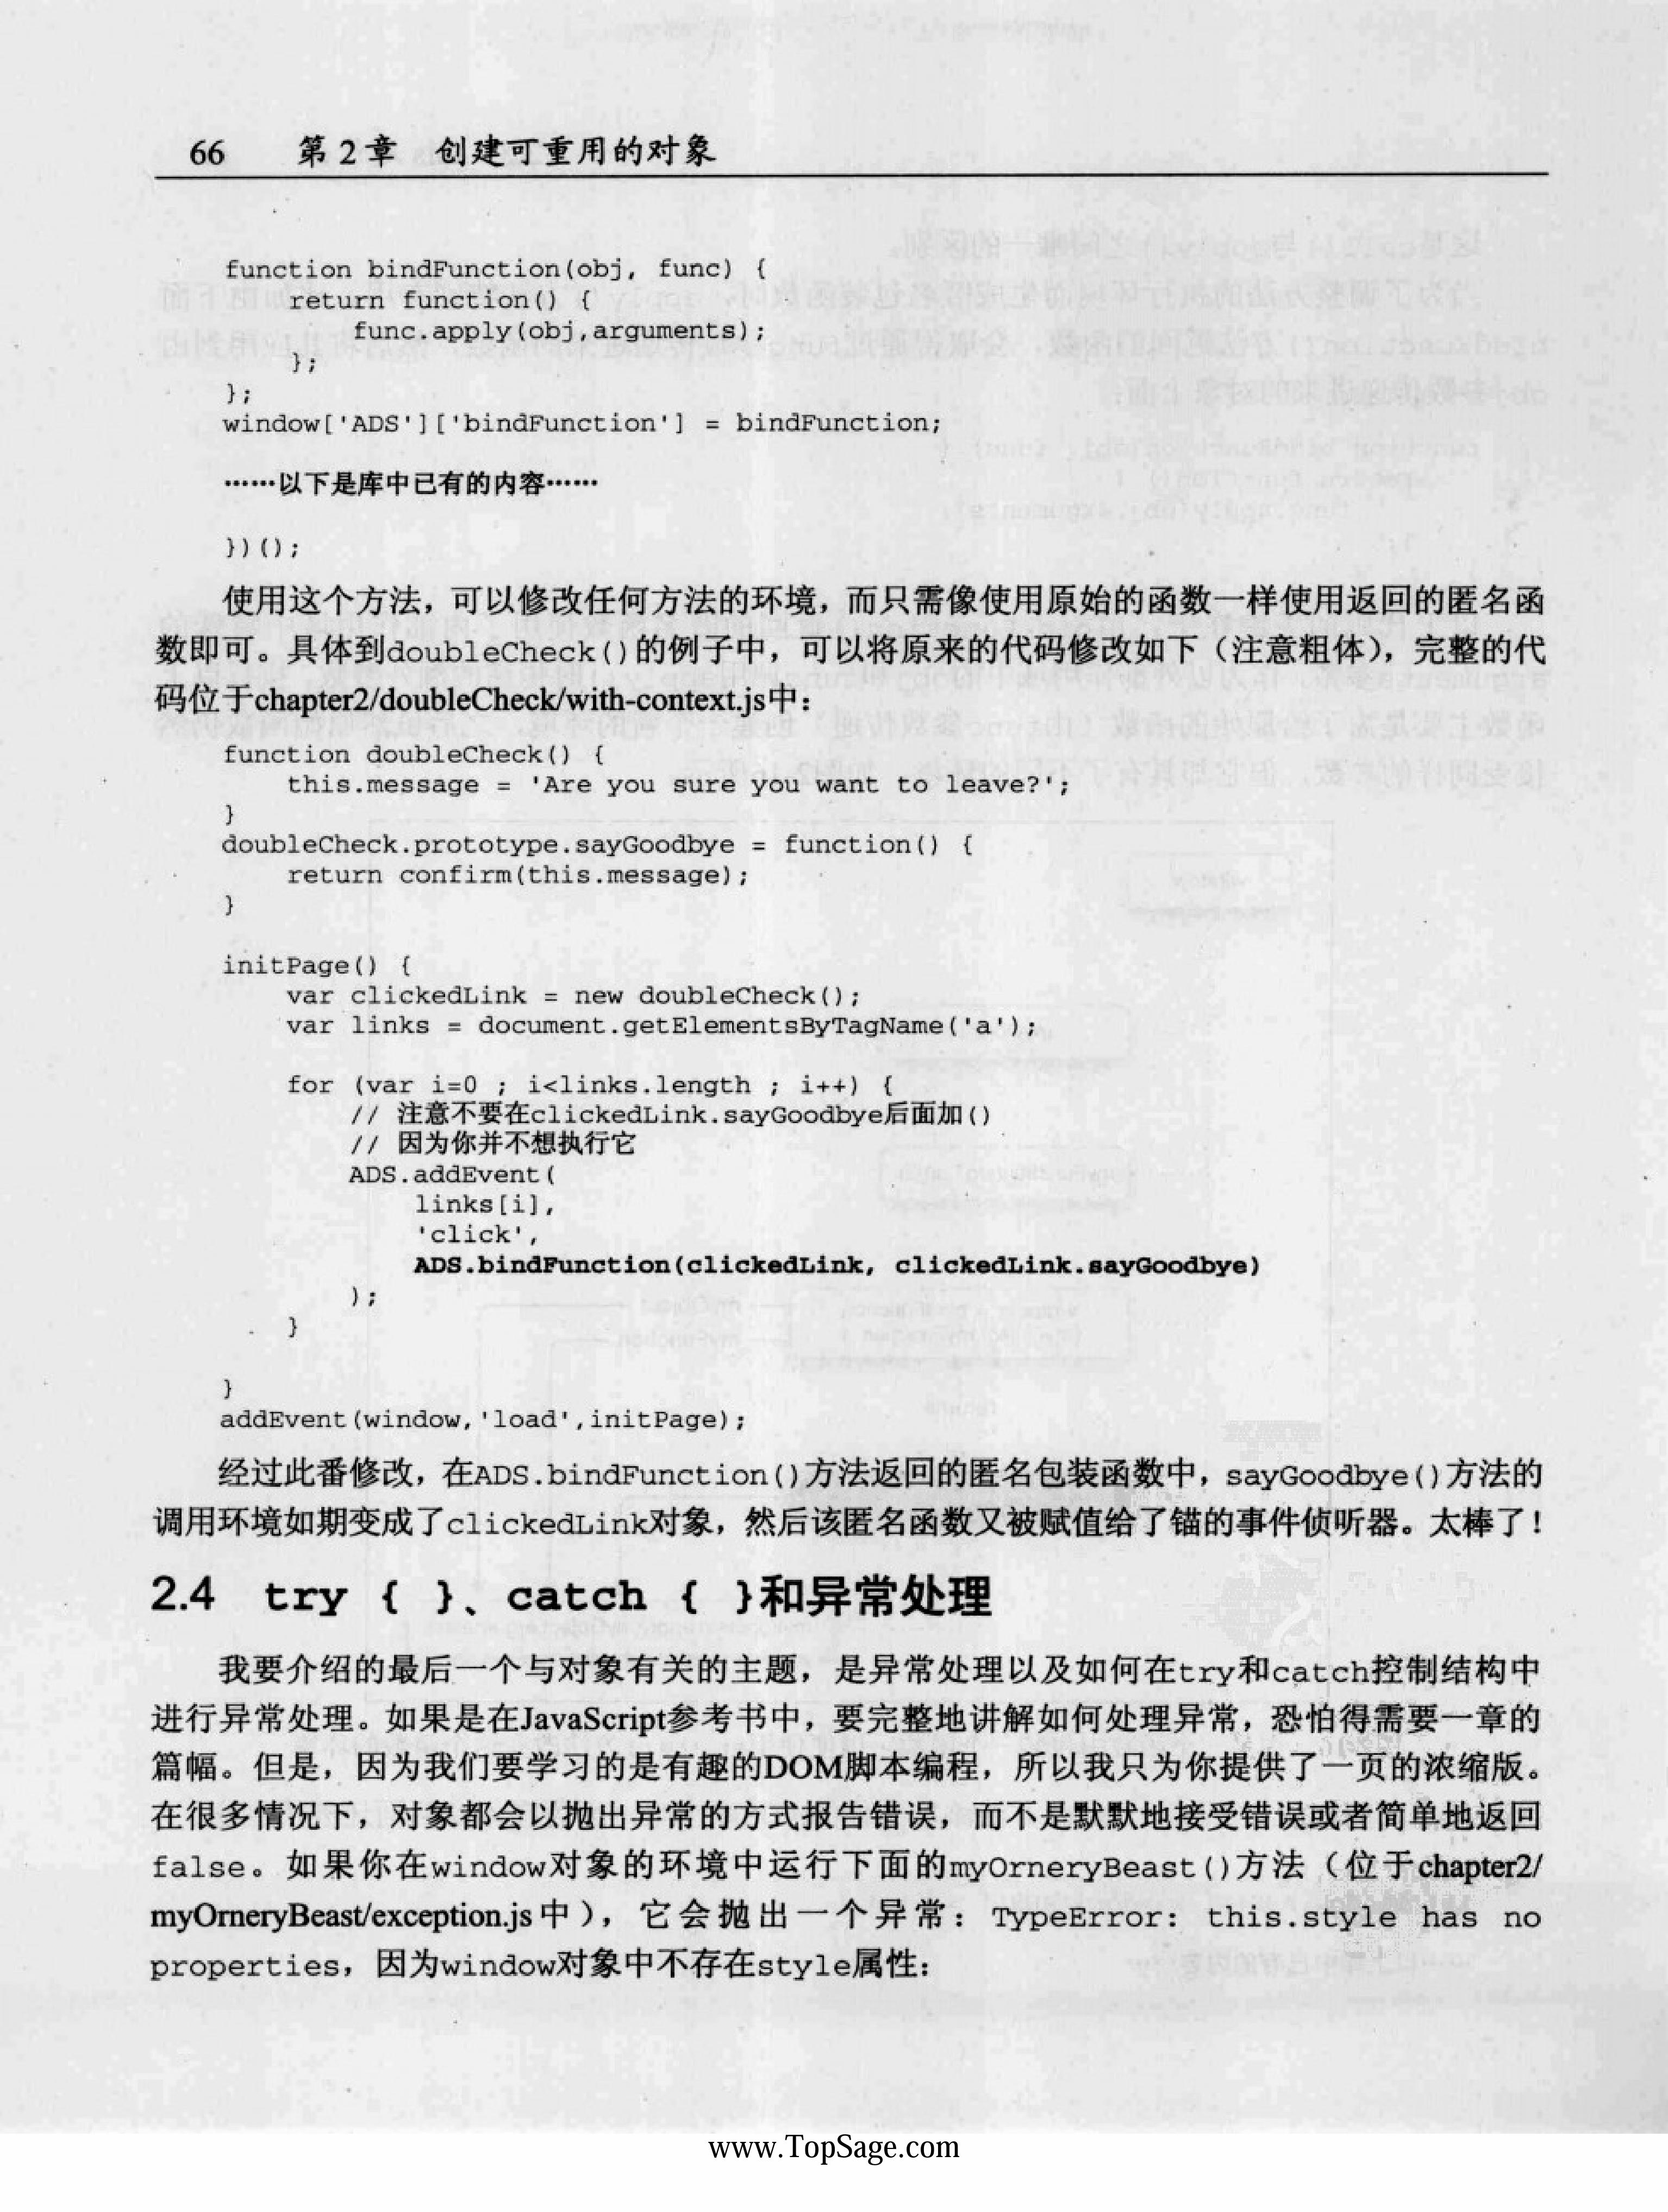 66 第 2 章 创建可重用的对象
function bindFunction(obj, func) {
    return function() {
        func.apply(obj,arguments);
    };
};
window['ADS']['bindFunction'] = bindFunction;
……以下是库中已有的内容……
})();
使用这个方法，可以修改任何方法的环境，而只需像使用原始的函数一样使用返回的匿名函
数即可。具体到doubleCheck()的例子中，可以将原来的代码修改如下（注意粗体），完整的代
码位于chapter2/doubleCheck/with-context.js中：
function doubleCheck() {
    this.message = 'Are you sure you want to leave?';
}
doubleCheck.prototype.sayGoodbye = function() {
    return confirm(this.message);
}
initPage() {
    var clickedLink = new doubleCheck();
    var links = document.getElementsByTagName('a');
    for (var i=0 ; i<links.length ; i++) {
        // 注意不要在clickedLink.sayGoodbye后面加()
        // 因为你并不想执行它
        ADS.addEvent(
            links[i],
            'click',
            ADS.bindFunction(clickedLink, clickedLink.sayGoodbye)
        );
    }
}
addEvent(window,'load',initPage);
经过此番修改，在ADS.bindFunction()方法返回的匿名包装函数中，sayGoodbye()方法的
调用环境如期变成了clickedLink对象，然后该匿名函数又被赋值给了锚的事件侦听器。太棒了！
2.4 try { }、catch { }和异常处理
我要介绍的最后一个与对象有关的主题，是异常处理以及如何在try和catch控制结构中
进行异常处理。如果是在JavaScript参考书中，要完整地讲解如何处理异常，恐怕得需要一章的
篇幅。但是，因为我们要学习的是有趣的DOM脚本编程，所以我只为你提供了一页的浓缩版。
在很多情况下，对象都会以抛出异常的方式报告错误，而不是默默地接受错误或者简单地返回
false。如果你在window对象的环境中运行下面的myOrneryBeast()方法（位于chapter2/
myOrneryBeast/exception.js中），它会抛出一个异常：TypeError: this.style has no
properties，因为window对象中不存在style属性：
www.TopSage.com